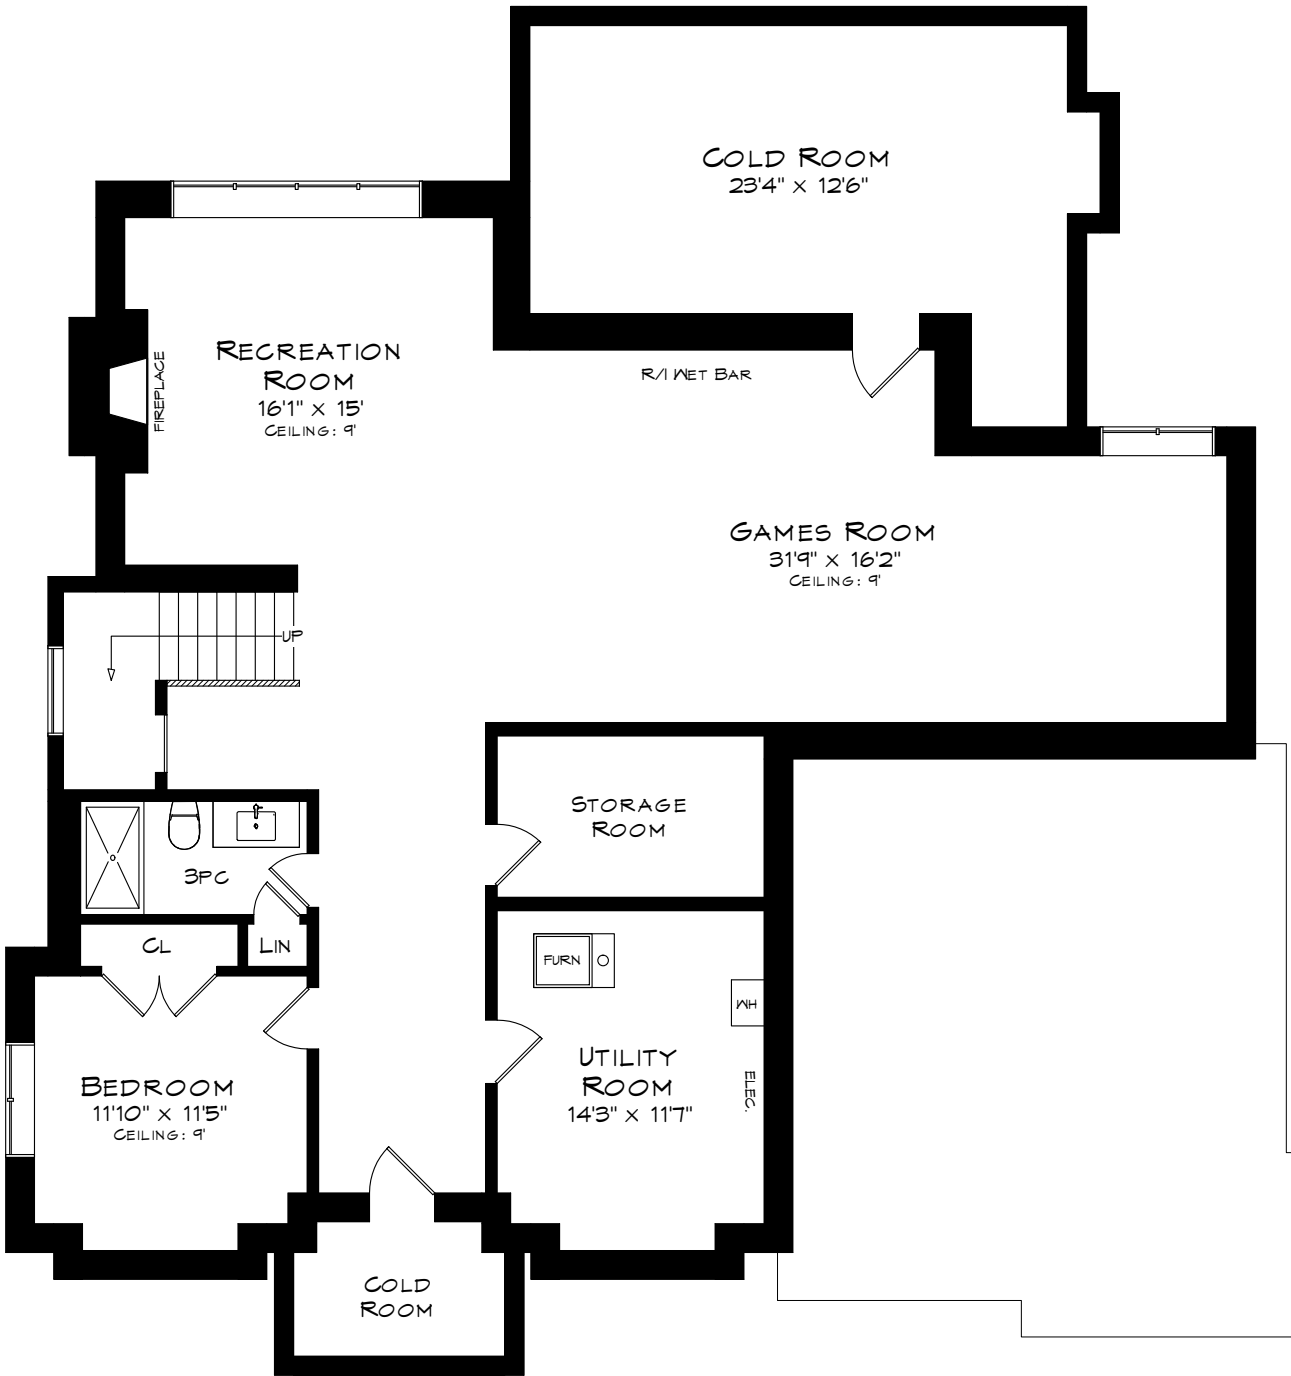 COLD ROOM
23'4" x 12'6"
RECREATION
ROOM
16'1" x 15'
CEILING: 9'
FIREPLACE
R/I WET BAR
GAMES ROOM
31'9" x 16'2"
CEILING: 9'
UP
STORAGE
ROOM
3PC
CL
LIN
FURN
WH
UTILITY
ROOM
14'3" x 11'7"
ELEC.
BEDROOM
11'10" x 11'5"
CEILING: 9'
COLD
ROOM